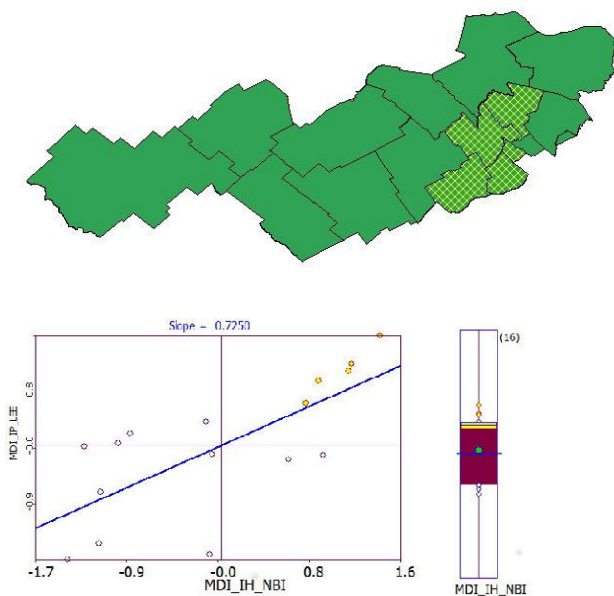 Slope = 0.7250
(16)
MDI_IP_LEE
0.8
-0.0
-0.9
-1.7
-0.9
-0.0
0.8
1.6
MDI_IH_NBI
MDI_IH_NBI